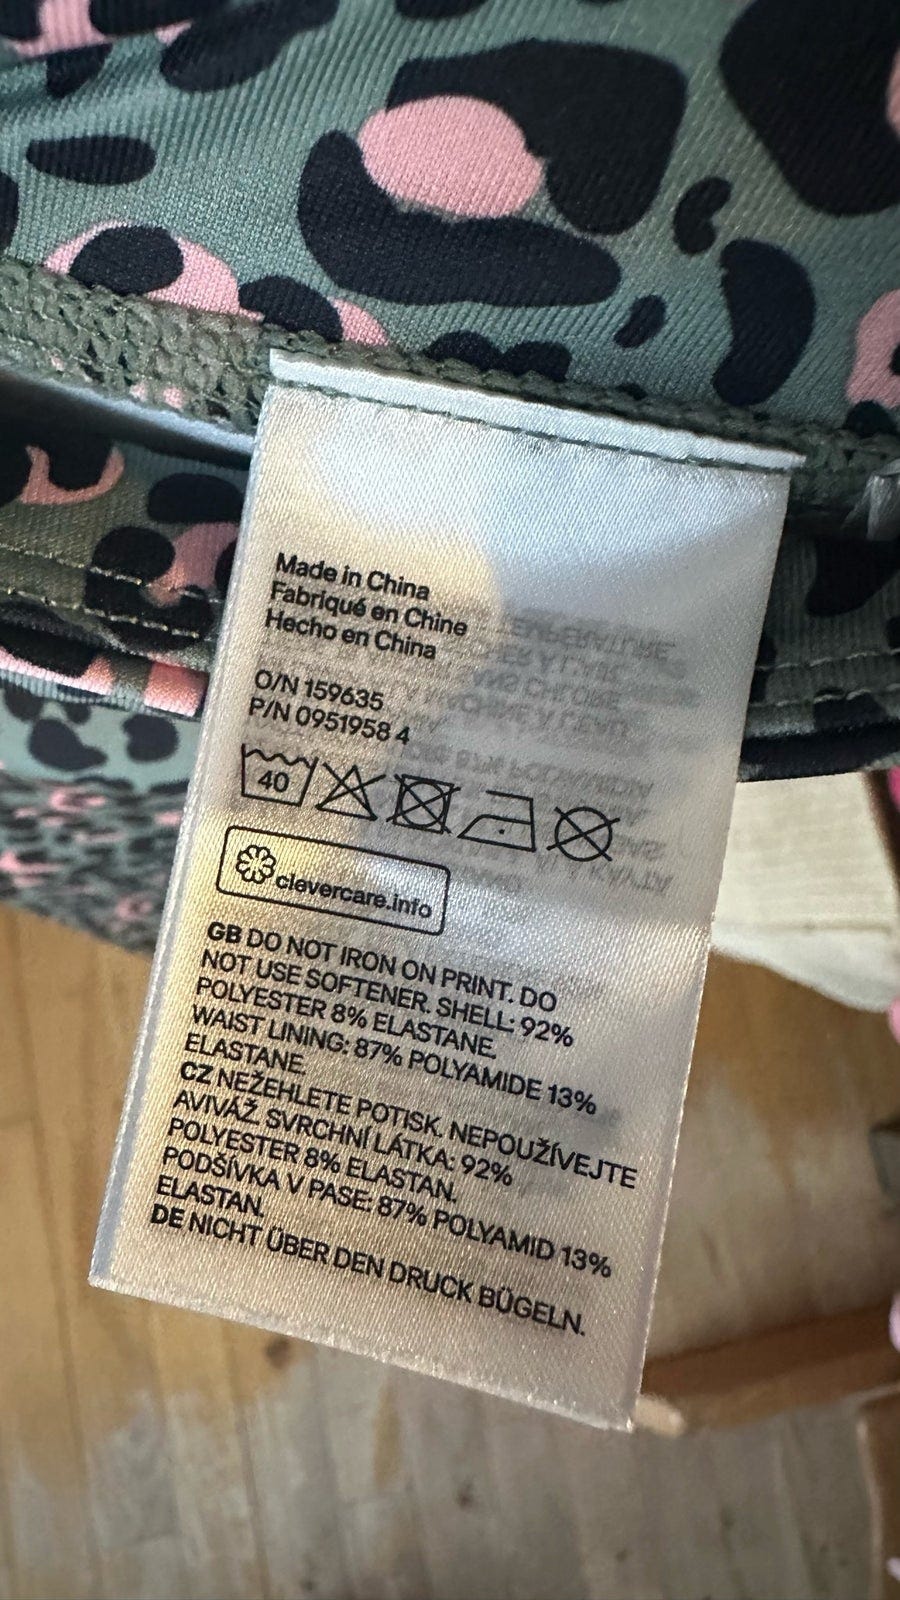 Made in China
Fabriqué en Chine
Hecho en China
O/N 159635
P/N 0951958 4
40
clevercare.info
GB DO NOT IRON ON PRINT. DO
NOT USE SOFTENER. SHELL: 92%
POLYESTER 8% ELASTANE.
WAIST LINING: 87% POLYAMIDE 13%
ELASTANE.
CZ NEŽEHLETE POTISK. NEPOUŽÍVEJTE
AVIVÁŽ. SVRCHNÍ LÁTKA: 92%
POLYESTER 8% ELASTAN.
PODŠÍVKA V PASE: 87% POLYAMID 13%
ELASTAN.
DE NICHT ÜBER DEN DRUCK BÜGELN.